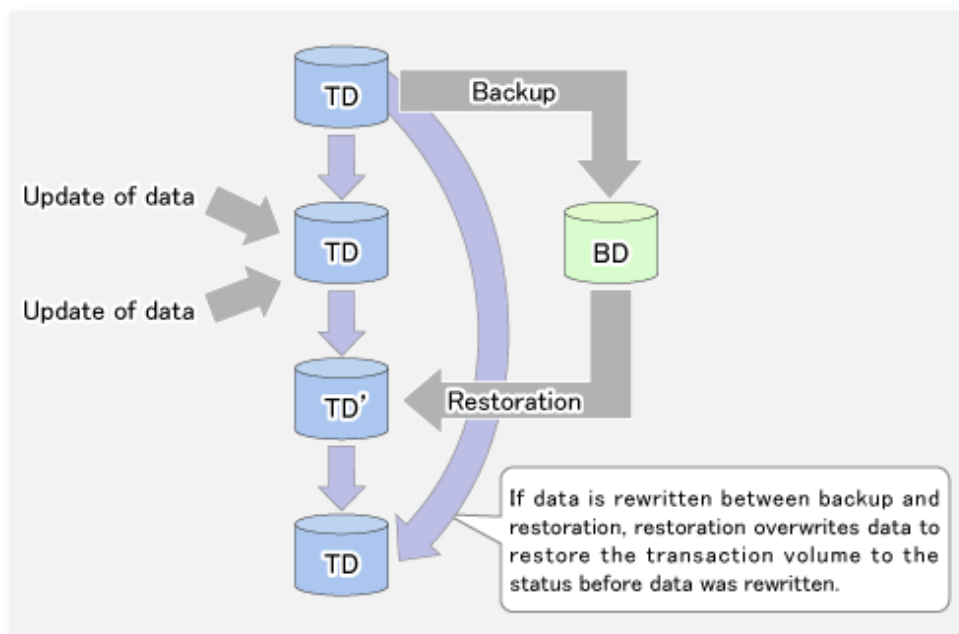 TD
Backup
Update of data
TD
BD
Update of data
TD'
Restoration
If data is rewritten between backup and
restoration, restoration overwrites data to
restore the transaction volume to the
status before data was rewritten.
TD